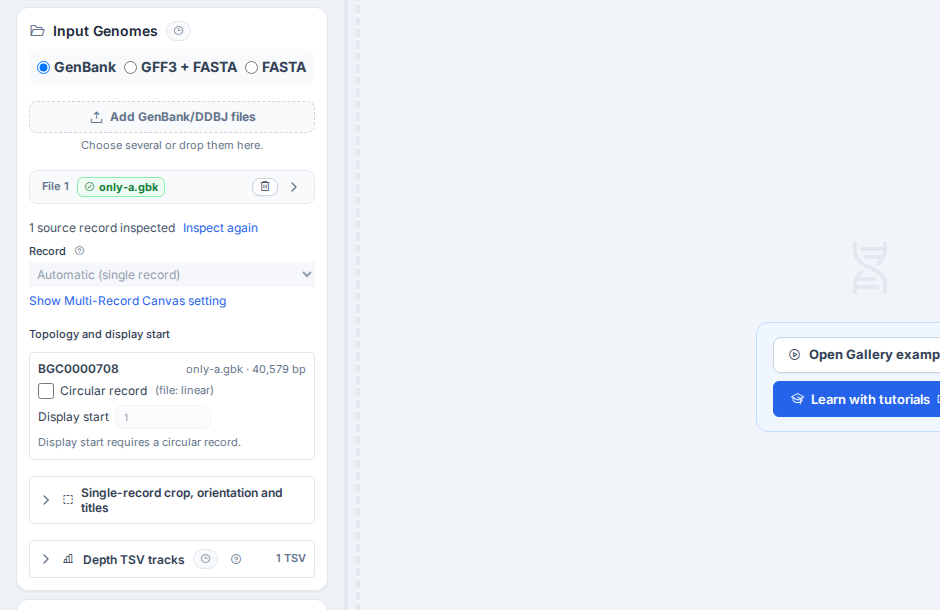 Input Genomes
GenBank GFF3 + FASTA FASTA
Add GenBank/DDBJ files
Choose several or drop them here.
File 1 only-a.gbk
1 source record inspected Inspect again
Record
Automatic (single record)
Show Multi-Record Canvas setting
Topology and display start
BGC0000708 only-a.gbk · 40,579 bp
Circular record (file: linear)
Display start 1
Display start requires a circular record.
Single-record crop, orientation and
titles
Depth TSV tracks 1 TSV
Open Gallery examp
Learn with tutorials